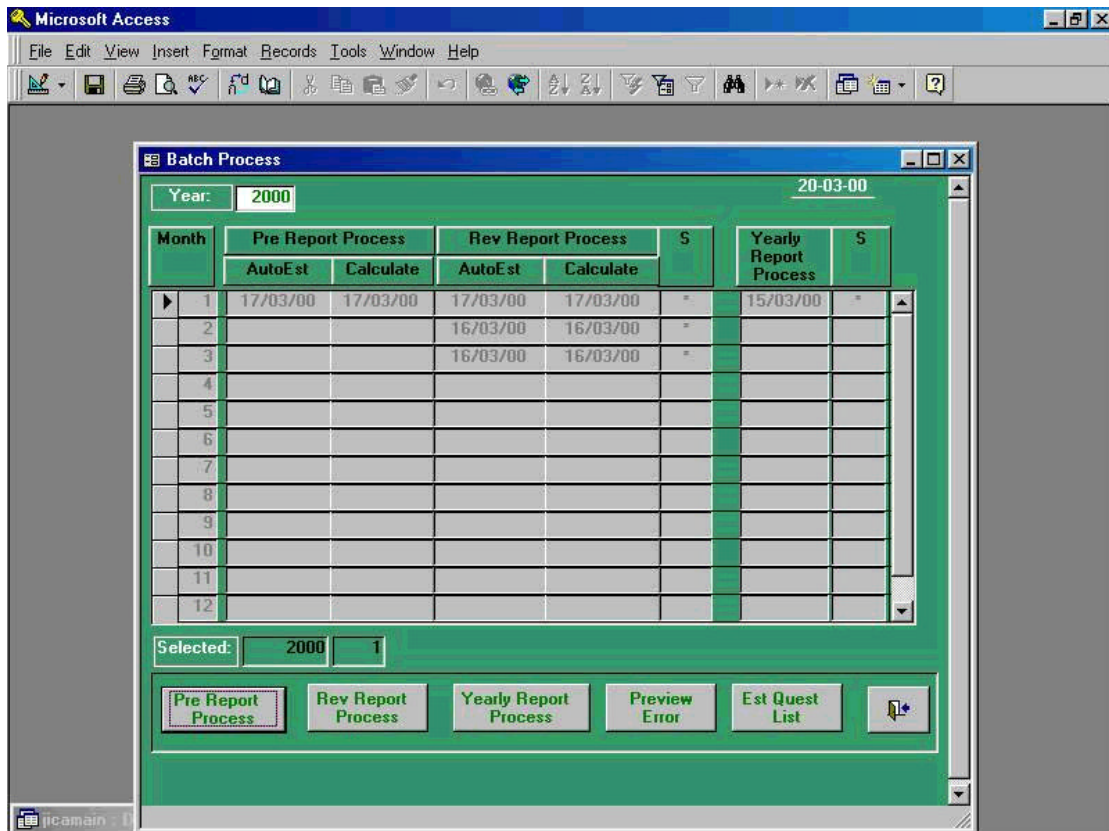 Microsoft Access
File Edit View Insert Format Records Tools Window Help
Batch Process
Year: 2000 20-03-00
Month Pre Report Process Rev Report Process S Yearly Report Process S
AutoEst Calculate AutoEst Calculate
1 17/03/00 17/03/00 17/03/00 17/03/00 * 15/03/00 *
2 16/03/00 16/03/00 *
3 16/03/00 16/03/00 *
4
5
6
7
8
9
10
11
12
Selected: 2000 1
Pre Report Process
Rev Report Process
Yearly Report Process
Preview Error
Est Quest List
jicamain : D